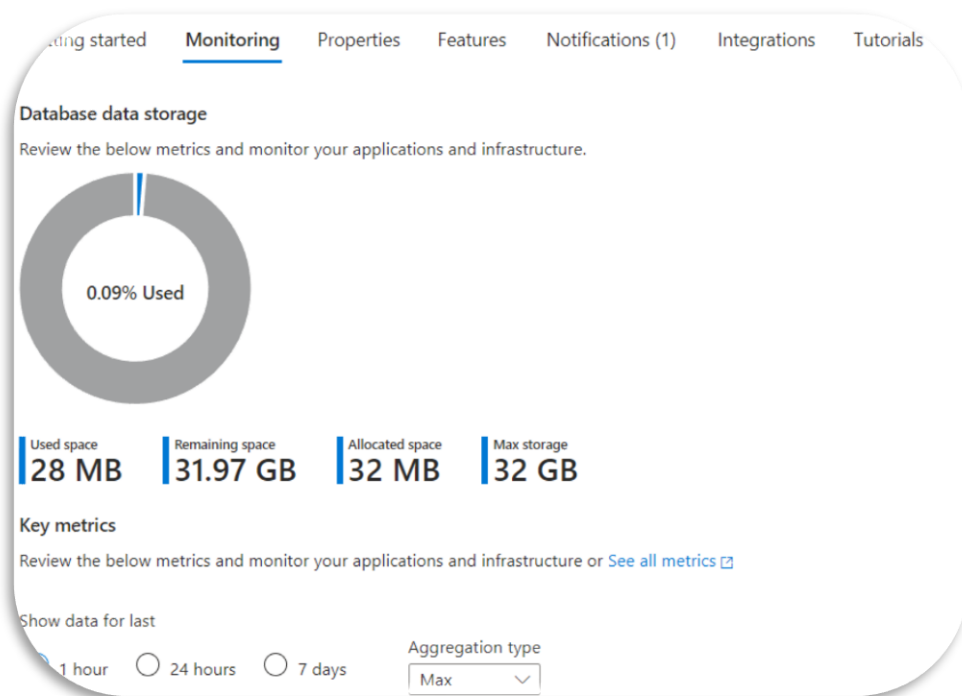 started Monitoring Properties Features Notifications (1) Integrations Tutorials
Database data storage
Review the below metrics and monitor your applications and infrastructure.
0.09% Used
Used space Remaining space Allocated space Max storage
28 MB 31.97 GB 32 MB 32 GB
Key metrics
Review the below metrics and monitor your applications and infrastructure or See all metrics
Show data for last
Aggregation type
1 hour 24 hours 7 days
Max